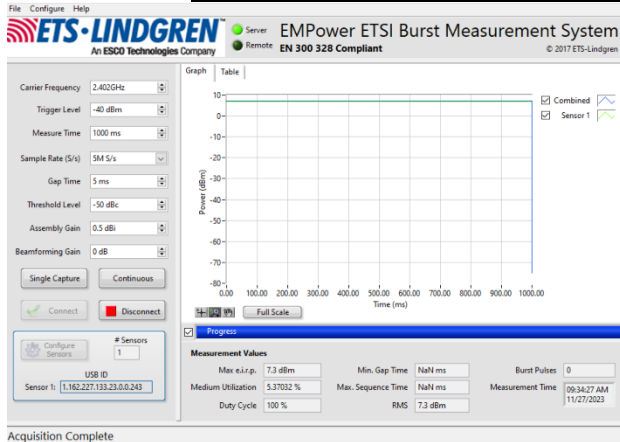 File Configure Help
ETS·LINDGREN™
An ESCO Technologies Company
Server
Remote
EMPower ETSI Burst Measurement System
EN 300 328 Compliant
© 2017 ETS-Lindgren
Carrier Frequency 2.402GHz
Trigger Level -40 dBm
Measure Time 1000 ms
Sample Rate (S/s) 5M S/s
Gap Time 5 ms
Threshold Level -50 dBc
Assembly Gain 0.5 dBi
Beamforming Gain 0 dB
Single Capture Continuous
Connect Disconnect
Configure Sensors
# Sensors
1
USB ID
Sensor 1: 1.162.227.133.23.0.0.243
Graph Table
Power (dBm)
10
0
-10
-20
-30
-40
-50
-60
-70
-80
0.00 100.00 200.00 300.00 400.00 500.00 600.00 700.00 800.00 900.00 1000.00
Time (ms)
Combined
Sensor 1
Full Scale
Progress
Measurement Values
Max e.i.r.p. 7.3 dBm Min. Gap Time NaN ms Burst Pulses 0
Medium Utilization 5.37032 % Max. Sequence Time NaN ms Measurement Time 09:34:27 AM
11/27/2023
Duty Cycle 100 % RMS 7.3 dBm
Acquisition Complete